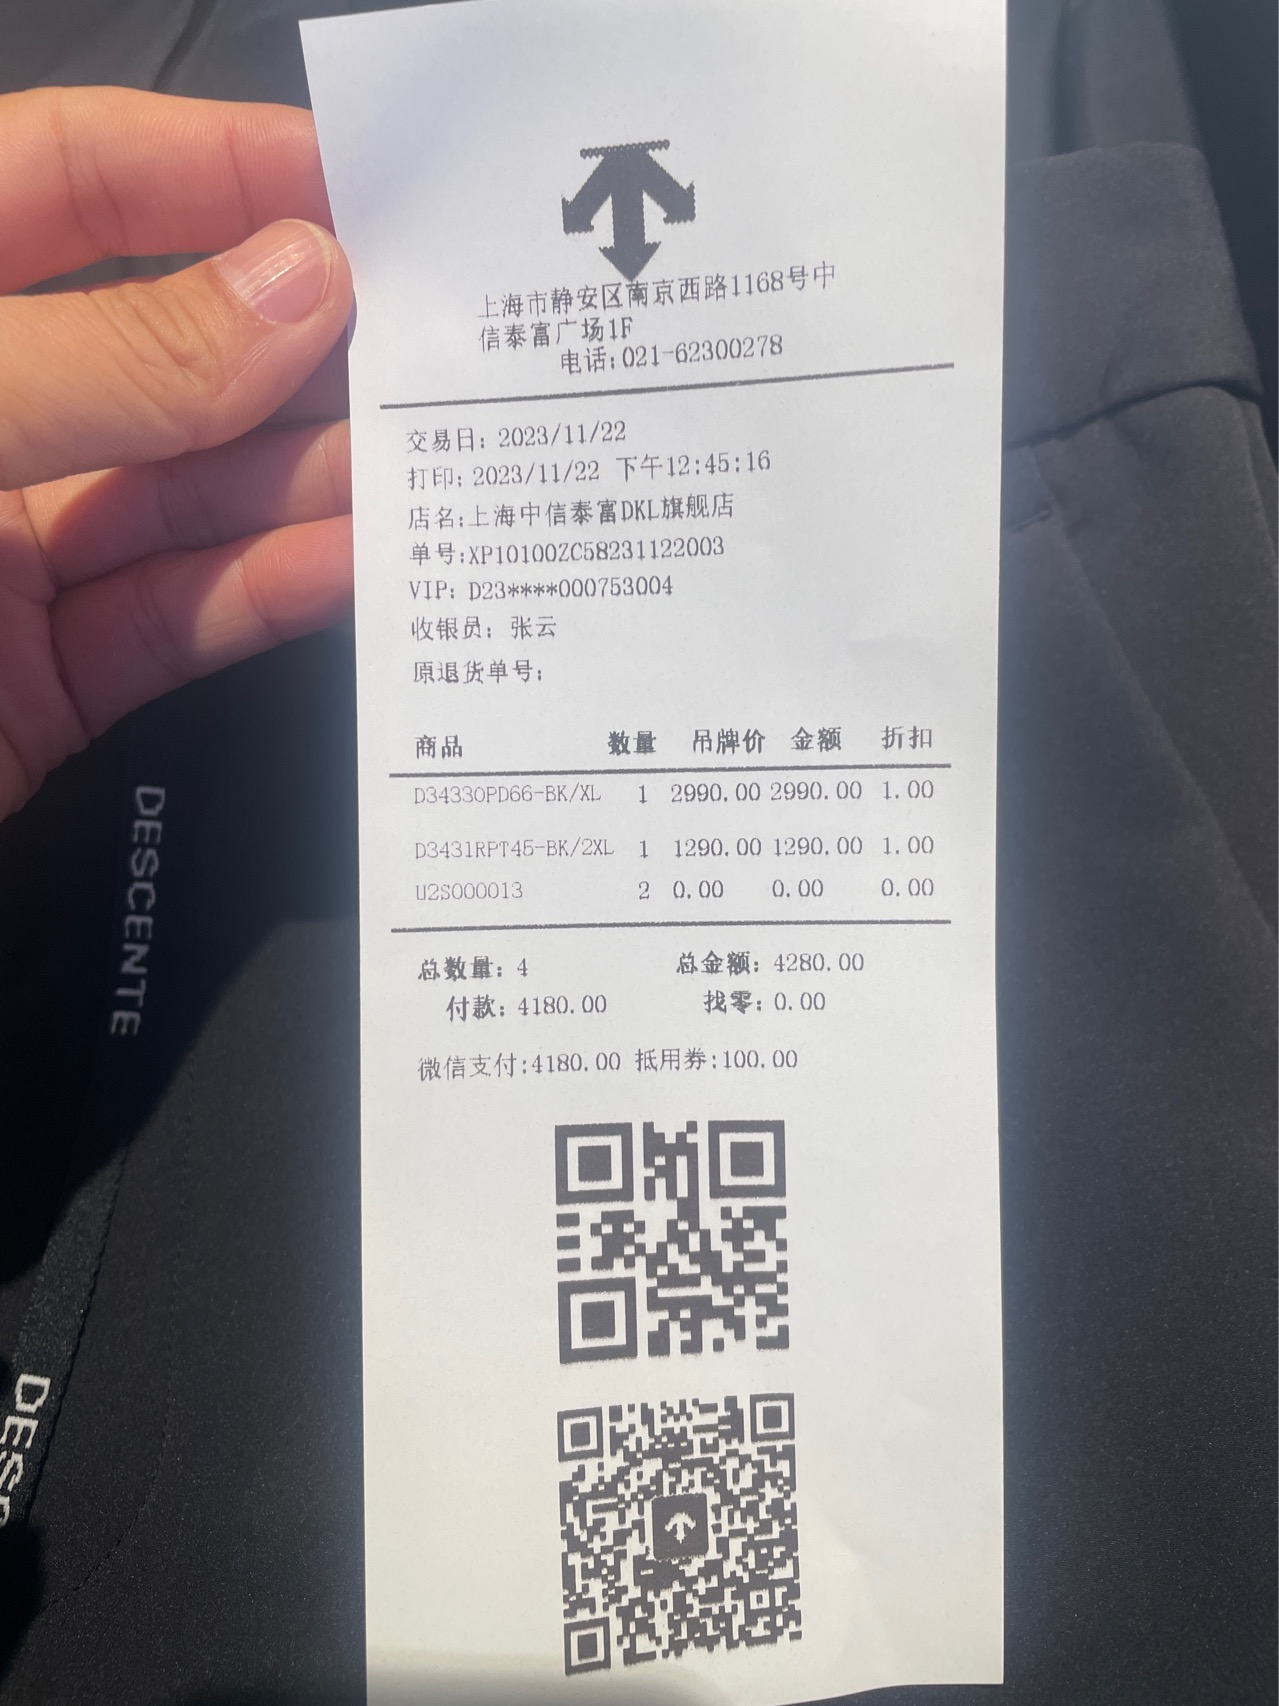 上海市静安区南京西路1168号中
信泰富广场1F
电话:021-62300278
交易日: 2023/11/22
打印: 2023/11/22 下午12:45:16
店名:上海中信泰富DKL旗舰店
单号:XP10100ZC58231122003
VIP: D23****000753004
收银员: 张云
原退货单号:
商品 数量 吊牌价 金额 折扣
D3433OPD66-BK/XL 1 2990.00 2990.00 1.00
D3431RPT45-BK/2XL 1 1290.00 1290.00 1.00
U2S000013 2 0.00 0.00 0.00
总数量: 4 总金额: 4280.00
付款: 4180.00 找零: 0.00
微信支付:4180.00 抵用券:100.00
DESCENTE
DESC